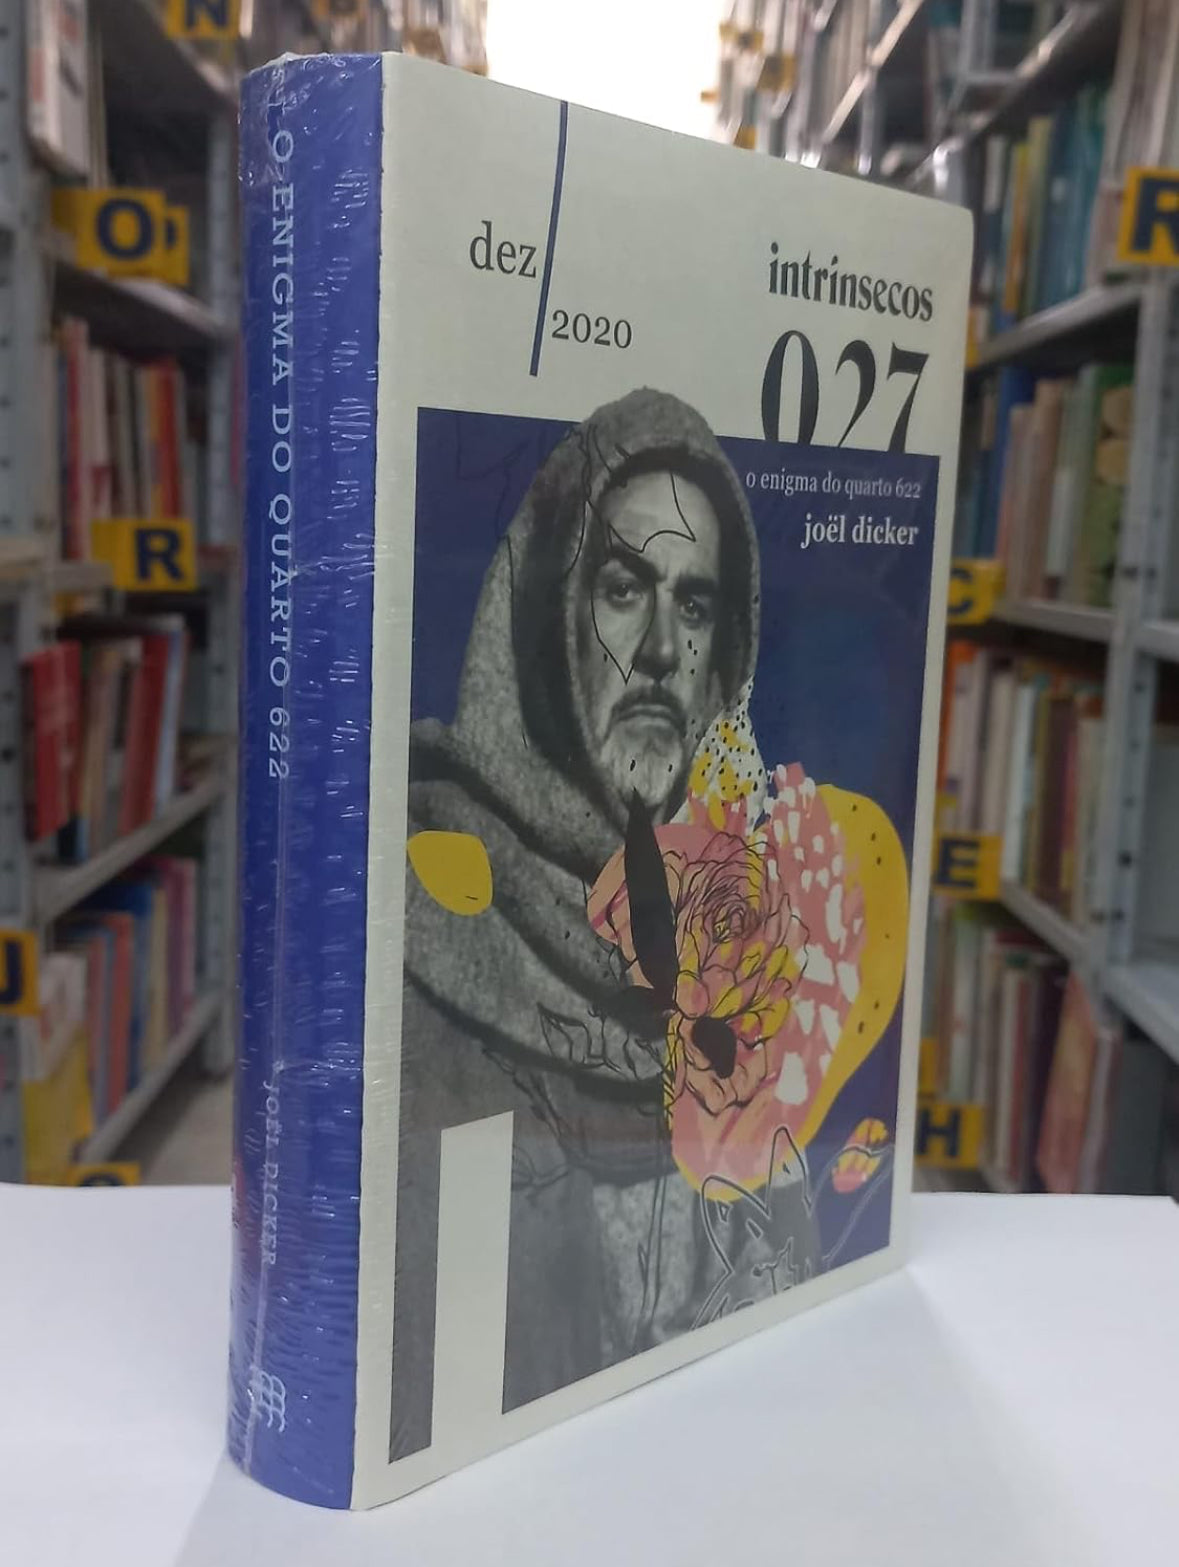 O ENIGMA DO QUARTO 622
JOËL DICKER
dez
2020
intrínsecos
027
o enigma do quarto 622
joël dicker
N
O
R
J
R
C
E
H